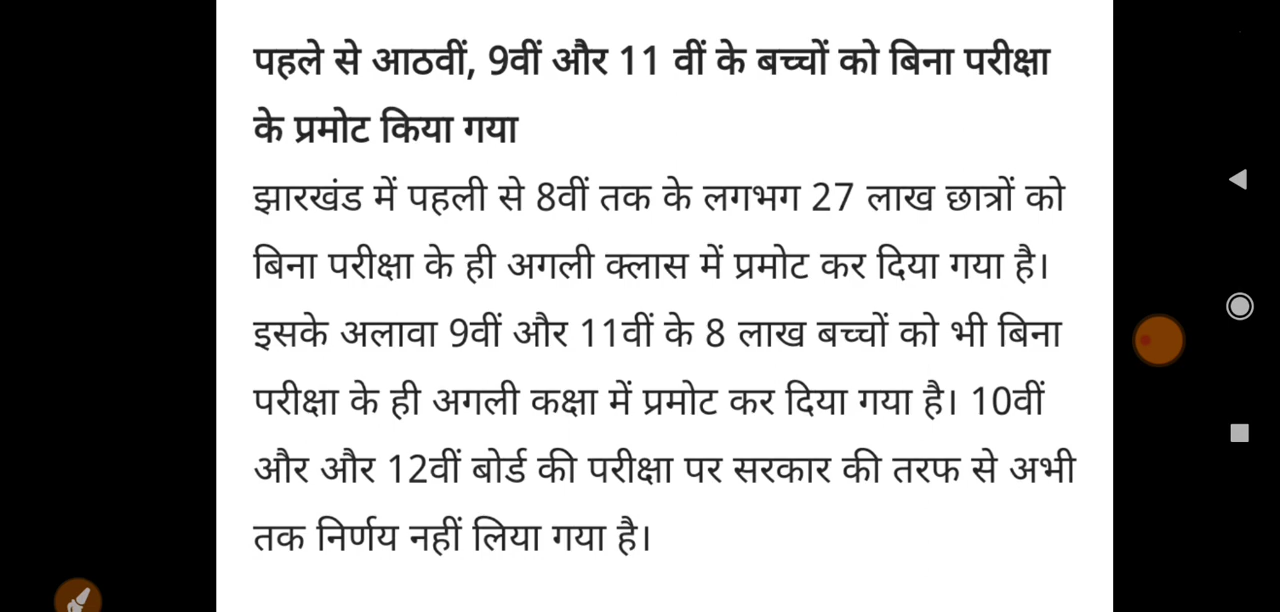 पहले से आठवीं, 9वीं और 11 वीं के बच्चों को बिना परीक्षा
के प्रमोट किया गया
झारखंड में पहली से 8वीं तक के लगभग 27 लाख छात्रों को
बिना परीक्षा के ही अगली क्लास में प्रमोट कर दिया गया है।
इसके अलावा 9वीं और 11वीं के 8 लाख बच्चों को भी बिना
परीक्षा के ही अगली कक्षा में प्रमोट कर दिया गया है। 10वीं
और और 12वीं बोर्ड की परीक्षा पर सरकार की तरफ से अभी
तक निर्णय नहीं लिया गया है।